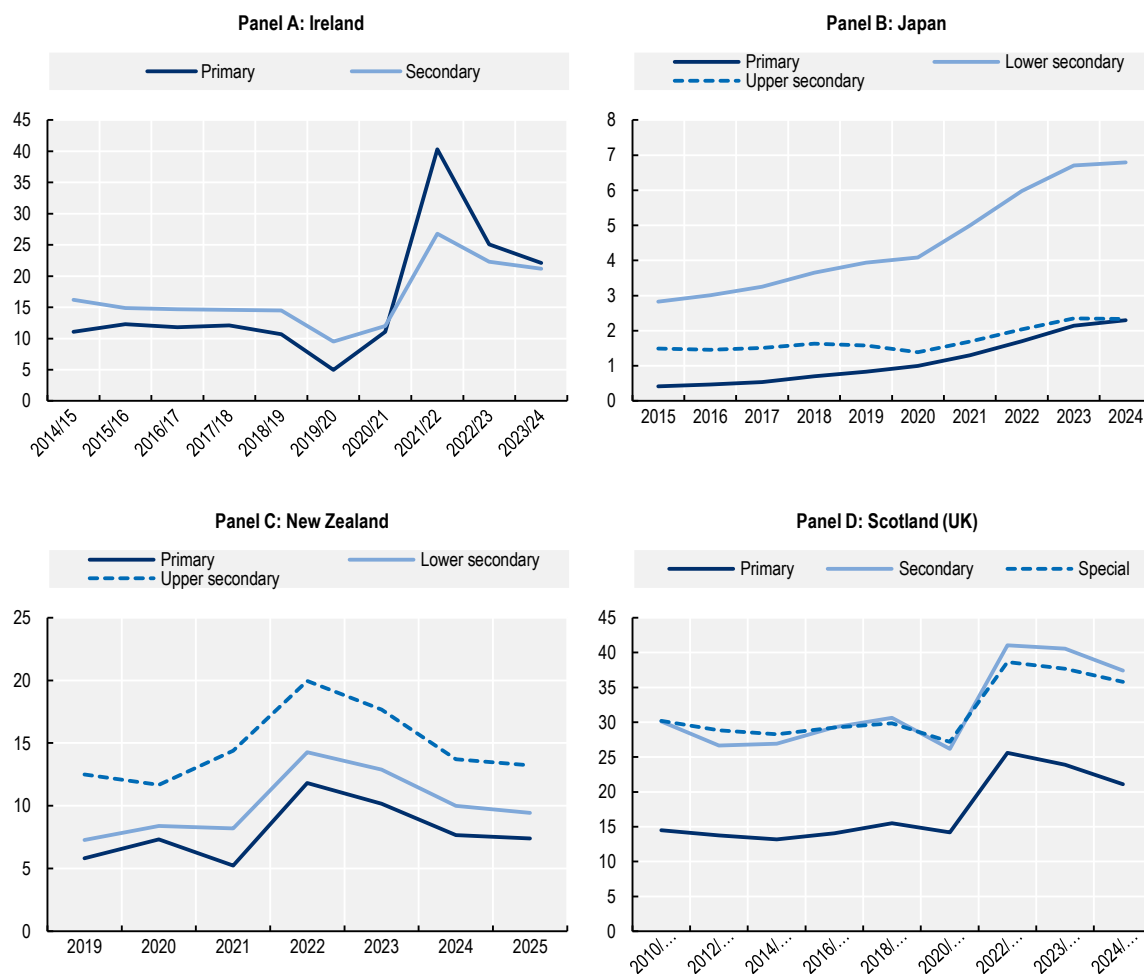 Panel A: Ireland
Primary Secondary
45
40
35
30
25
20
15
10
5
0
2014/15 2015/16 2016/17 2017/18 2018/19 2019/20 2020/21 2021/22 2022/23 2023/24
Panel B: Japan
Primary Lower secondary
Upper secondary
8
7
6
5
4
3
2
1
0
2015 2016 2017 2018 2019 2020 2021 2022 2023 2024
Panel C: New Zealand
Primary Lower secondary
Upper secondary
25
20
15
10
5
0
2019 2020 2021 2022 2023 2024 2025
Panel D: Scotland (UK)
Primary Secondary Special
45
40
35
30
25
20
15
10
5
0
2010/... 2012/... 2014/... 2016/... 2018/... 2020/... 2022/... 2023/... 2024/...